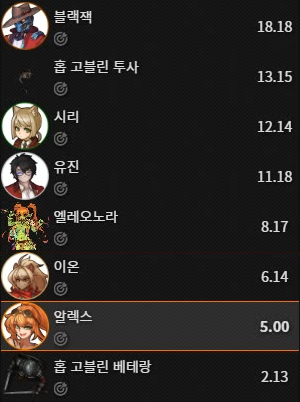 블랙잭
18.18
홉 고블린 투사
13.15
시리
12.14
유진
11.18
엘레오노라
8.17
이온
6.14
알렉스
5.00
홉 고블린 베테랑
2.13